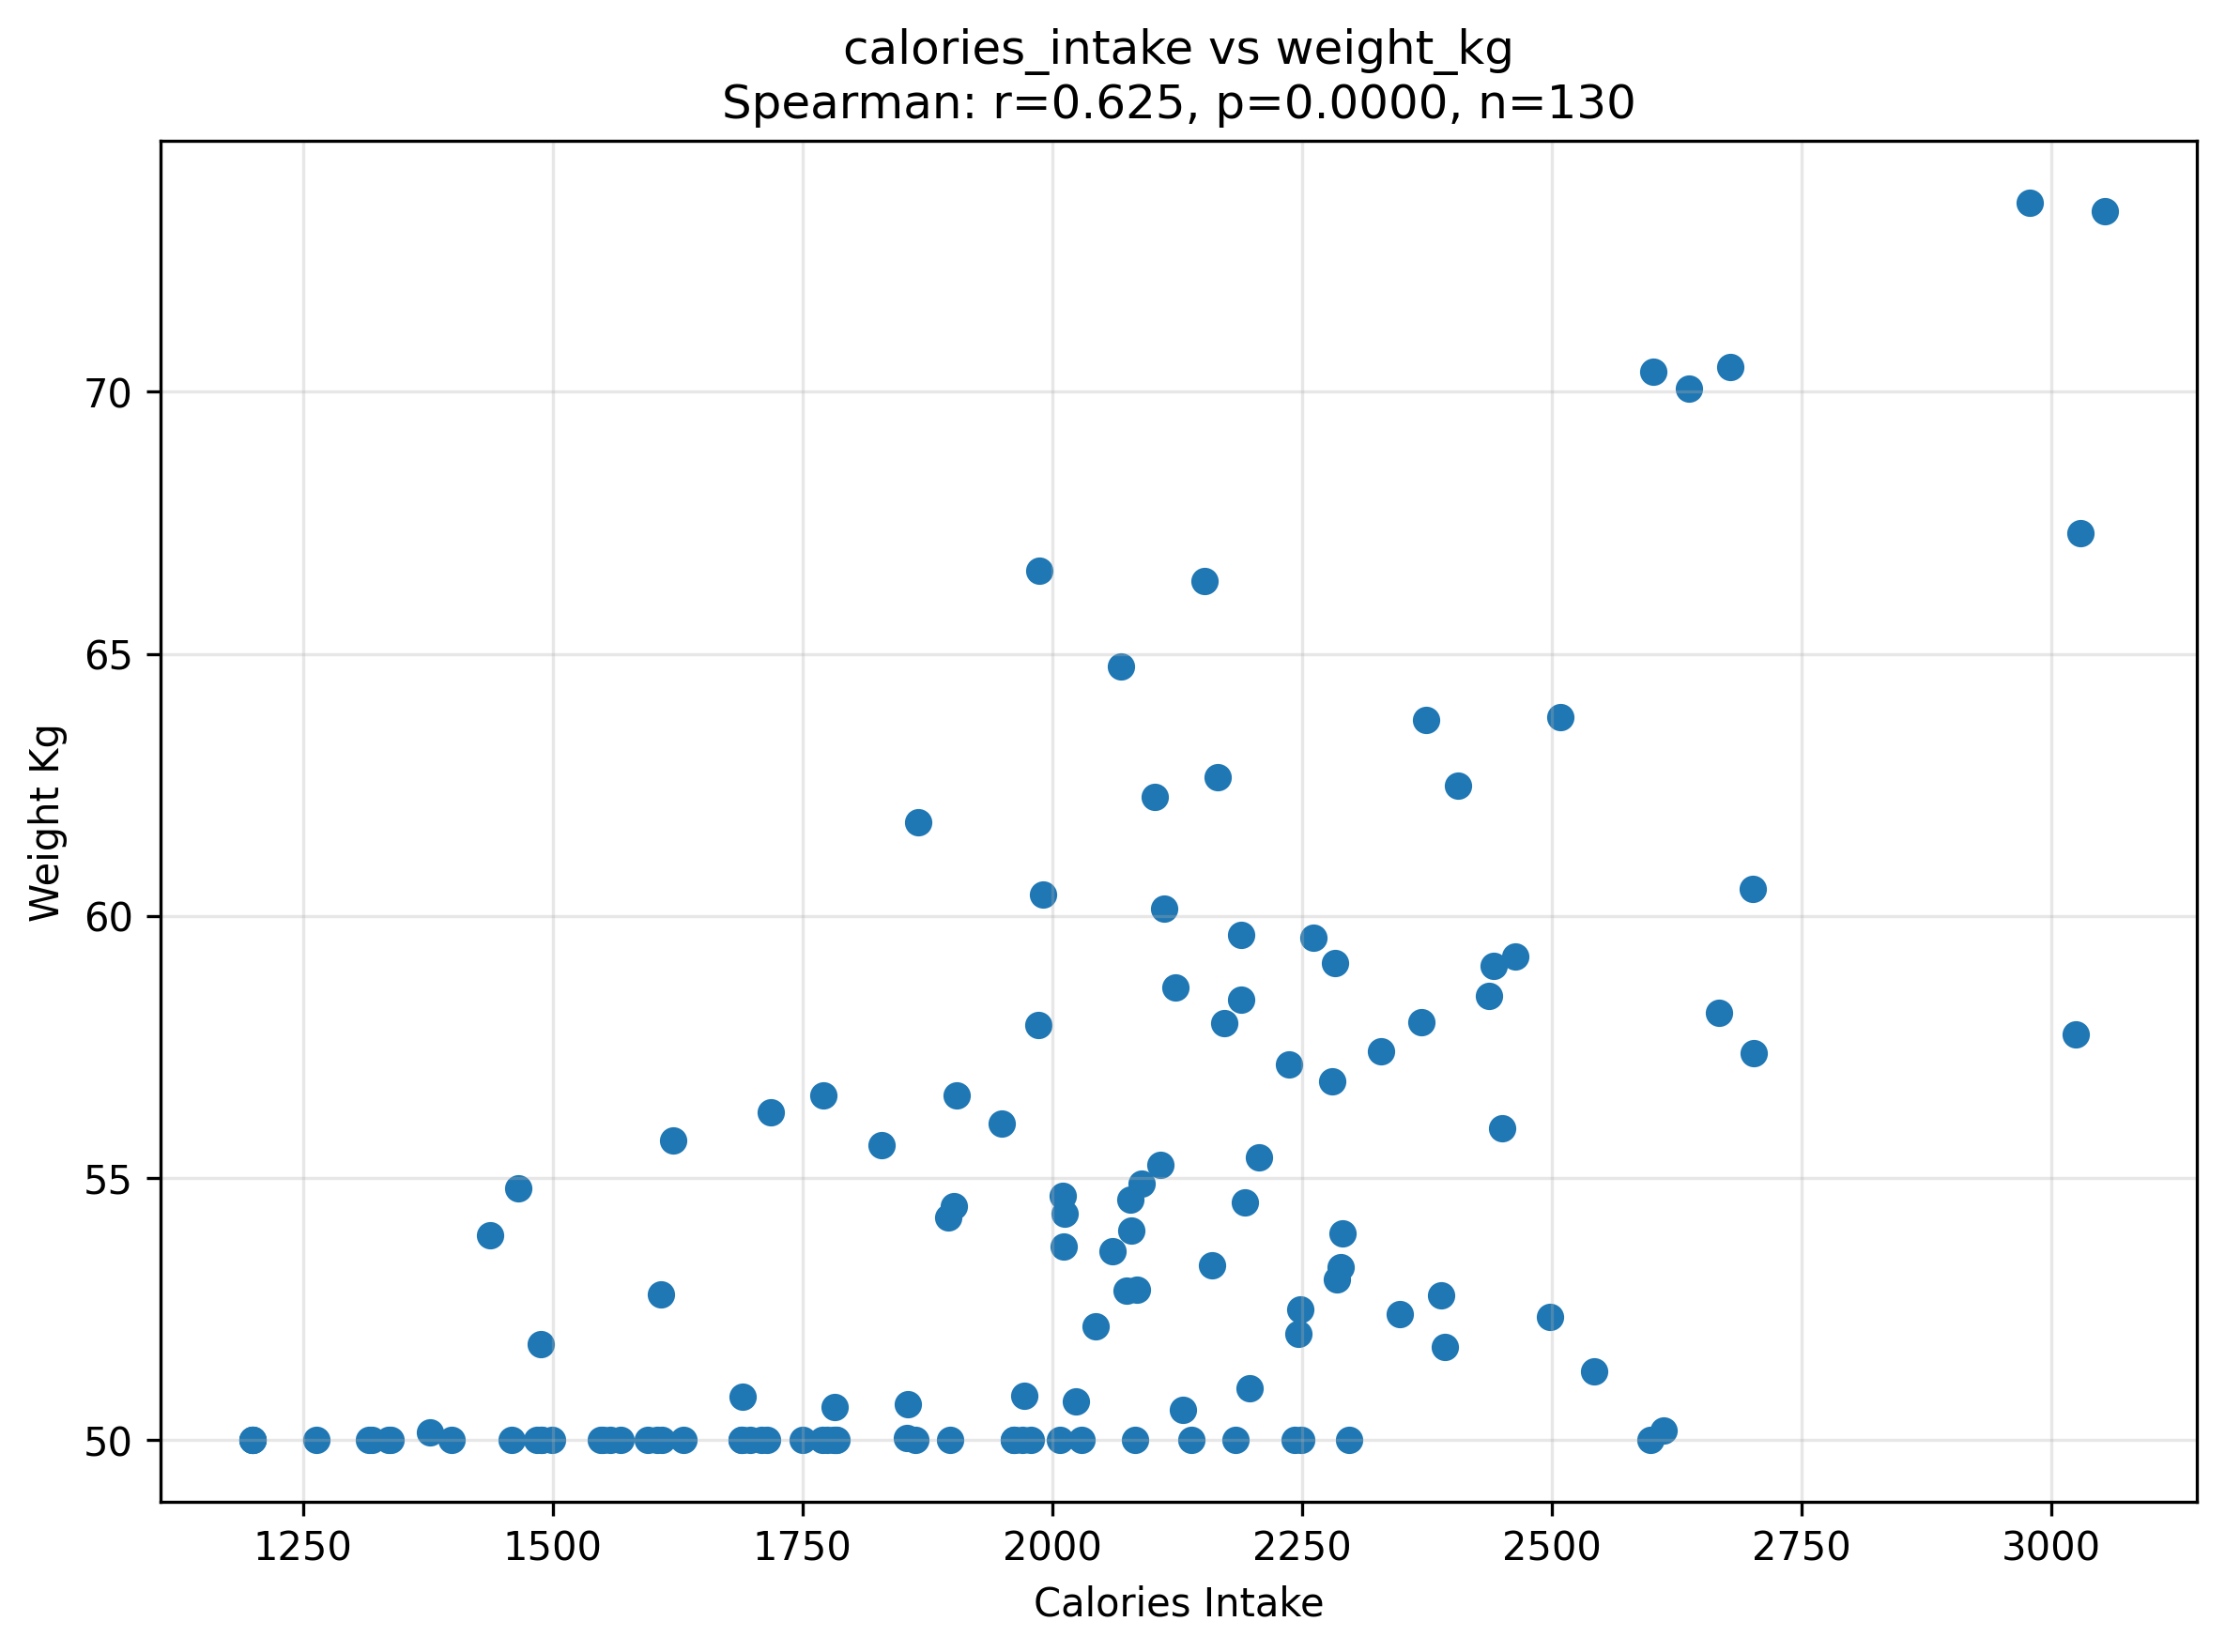 calories_intake vs weight_kg
Spearman: r=0.625, p=0.0000, n=130
Weight Kg
70
65
60
55
50
1250 1500 1750 2000 2250 2500 2750 3000
Calories Intake